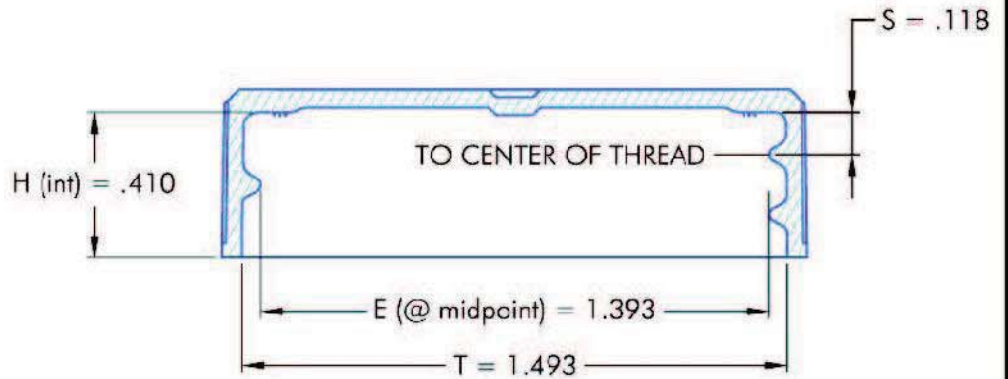 S = .118
TO CENTER OF THREAD
H (int) = .410
E (@ midpoint) = 1.393
T = 1.493